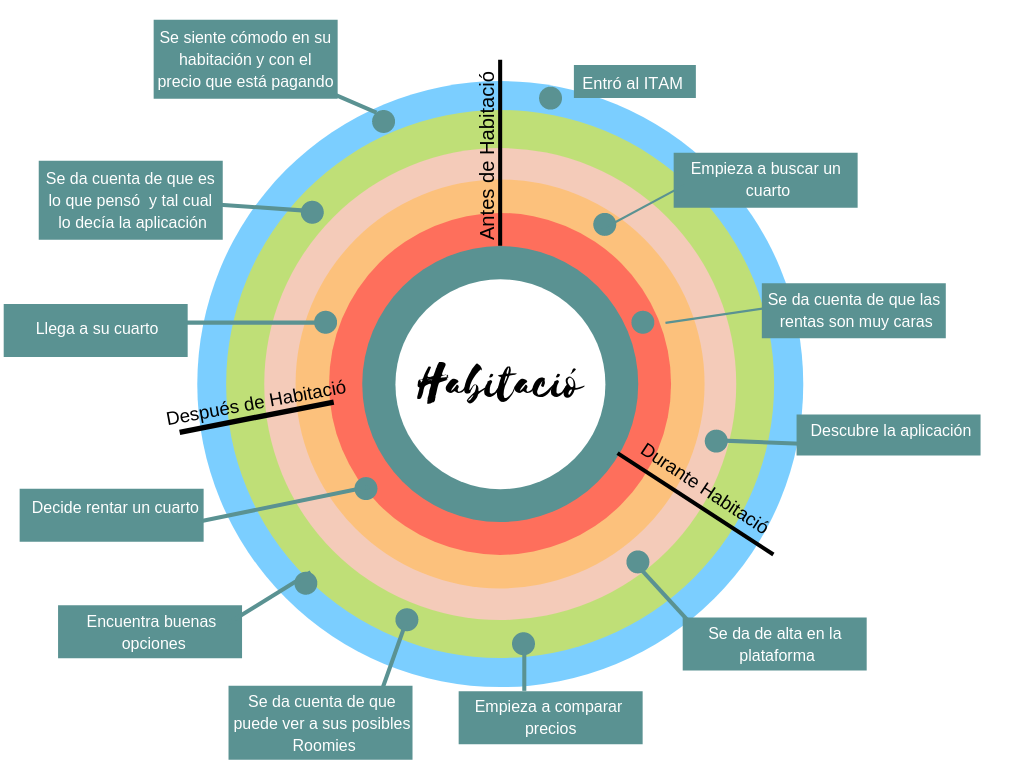 Se siente cómodo en su
habitación y con el
precio que está pagando
Antes de Habitació
Entró al ITAM
Empieza a buscar un
cuarto
Se da cuenta de que es
lo que pensó y tal cual
lo decía la aplicación
Se da cuenta de que las
rentas son muy caras
Llega a su cuarto
Habitació
Después de Habitació
Descubre la aplicación
Durante Habitació
Decide rentar un cuarto
Encuentra buenas
opciones
Se da de alta en la
plataforma
Se da cuenta de que
puede ver a sus posibles
Roomies
Empieza a comparar
precios